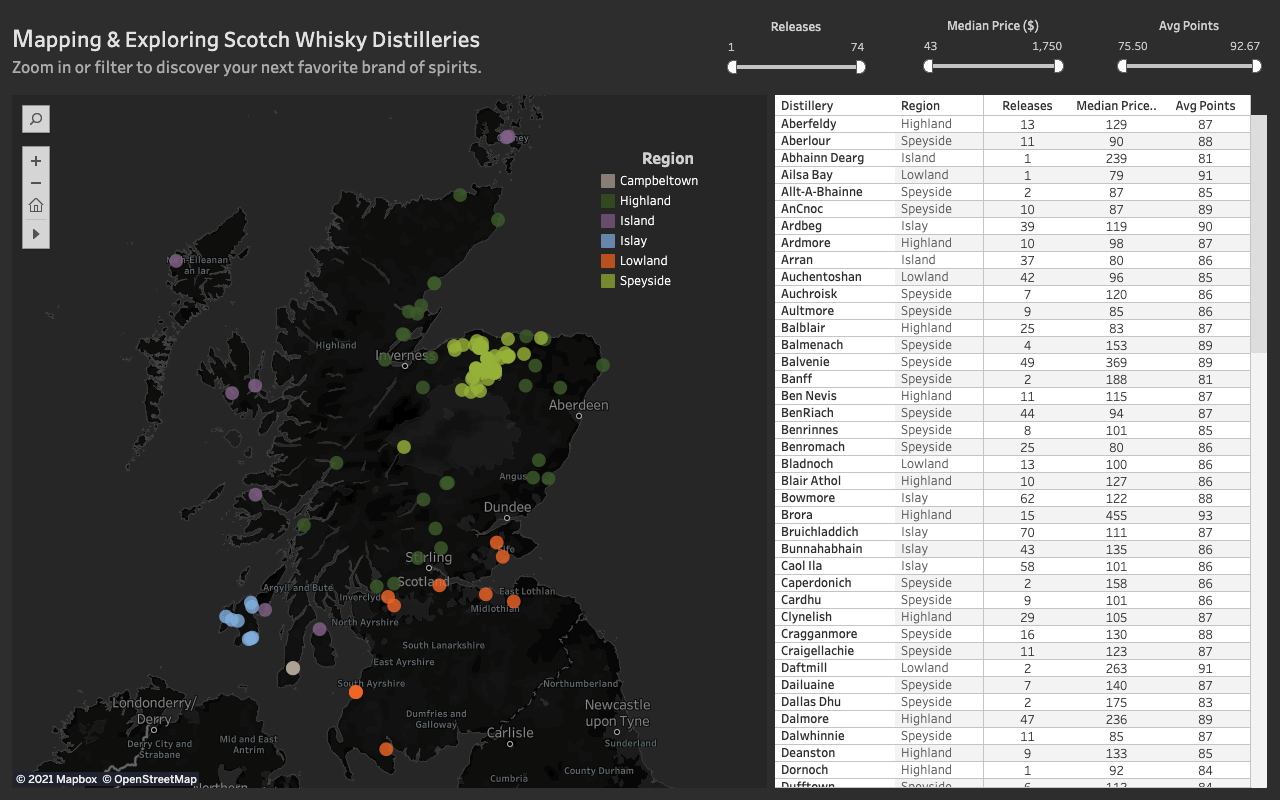 Mapping & Exploring Scotch Whisky Distilleries
Zoom in or filter to discover your next favorite brand of spirits.
Releases
1 74
Median Price ($)
43 1,750
Avg Points
75.50 92.67
Region
Campbeltown
Highland
Island
Islay
Lowland
Speyside
an Iar
Highland
Inverness
Aberdeen
Angus
Dundee
Stirling
Scotland
Argyll and Bute
East Lothian
Midlothian
North Ayrshire
South Lanarkshire
East Ayrshire
South Ayrshire
Northumberland
Londonderry/
Derry
Derry City and
Strabane
Mid and East
Antrim
Dumfries and
Galloway
Newcastle
upon Tyne
Sunderland
Carlisle
County Durham
Cumbria
Northern
© 2021 Mapbox © OpenStreetMap
Distillery Region Releases Median Price.. Avg Points
Aberfeldy Highland 13 129 87
Aberlour Speyside 11 90 88
Abhainn Dearg Island 1 239 81
Ailsa Bay Lowland 1 79 91
Allt-A-Bhainne Speyside 2 87 85
AnCnoc Speyside 10 87 89
Ardbeg Islay 39 119 90
Ardmore Highland 10 98 87
Arran Island 37 80 86
Auchentoshan Lowland 42 96 85
Auchroisk Speyside 7 120 86
Aultmore Speyside 9 85 86
Balblair Highland 25 83 87
Balmenach Speyside 4 153 89
Balvenie Speyside 49 369 89
Banff Speyside 2 188 81
Ben Nevis Highland 11 115 87
BenRiach Speyside 44 94 87
Benrinnes Speyside 8 101 85
Benromach Speyside 25 80 86
Bladnoch Lowland 13 100 86
Blair Athol Highland 10 127 86
Bowmore Islay 62 122 88
Brora Highland 15 455 93
Bruichladdich Islay 70 111 87
Bunnahabhain Islay 43 135 86
Caol Ila Islay 58 101 86
Caperdonich Speyside 2 158 86
Cardhu Speyside 9 101 86
Clynelish Highland 29 105 87
Cragganmore Speyside 16 130 88
Craigellachie Speyside 11 123 87
Daftmill Lowland 2 263 91
Dailuaine Speyside 7 140 87
Dallas Dhu Speyside 2 175 83
Dalmore Highland 47 236 89
Dalwhinnie Speyside 11 85 87
Deanston Highland 9 133 85
Dornoch Highland 1 92 84
Dufftown Speyside 6 113 84